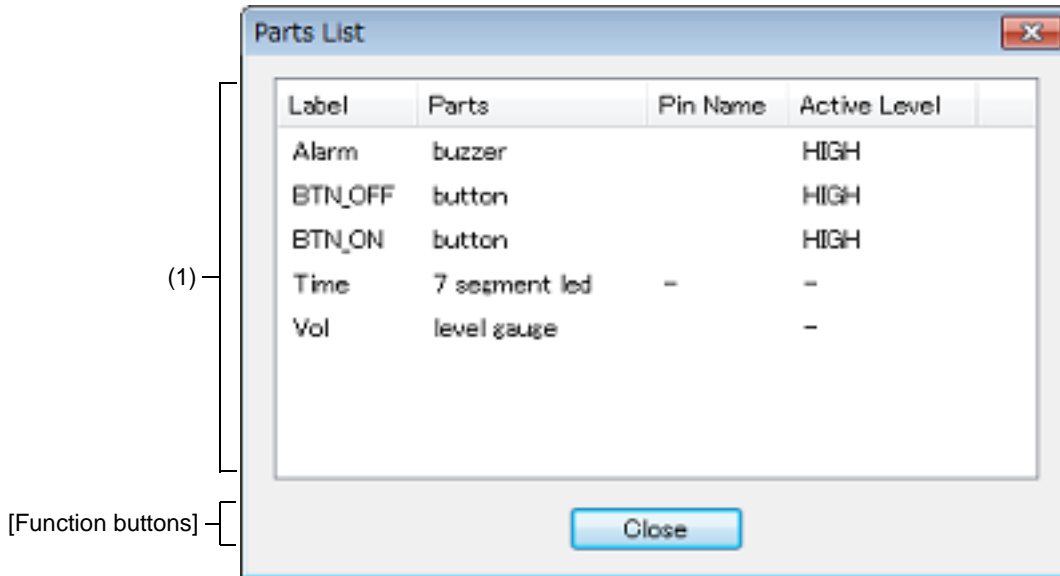 Parts List
Label Parts Pin Name Active Level
Alarm buzzer HIGH
BTN_OFF button HIGH
BTN_ON button HIGH
(1)
Time 7 segment led - -
Vol level gauge -
[Function buttons]
Close